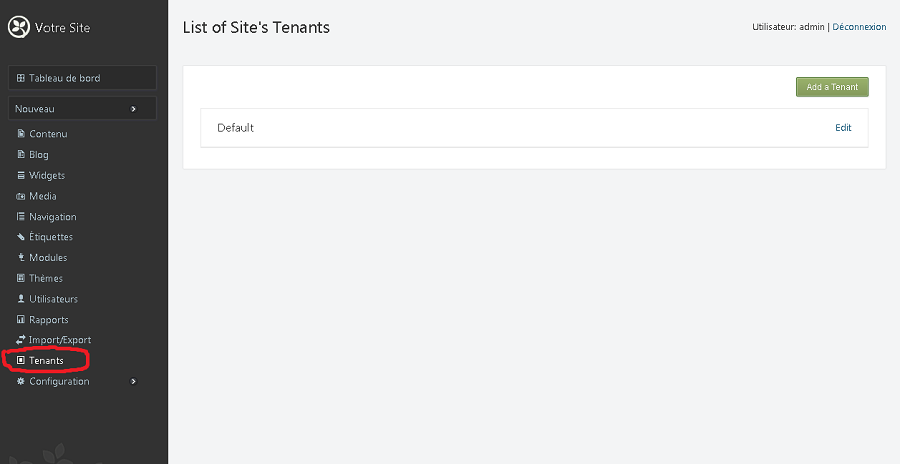 Votre Site
Tableau de bord
Nouveau
Contenu
Blog
Widgets
Media
Navigation
Étiquettes
Modules
Thèmes
Utilisateurs
Rapports
Import/Export
Tenants
Configuration
List of Site's Tenants
Utilisateur: admin | Déconnexion
Add a Tenant
Default Edit